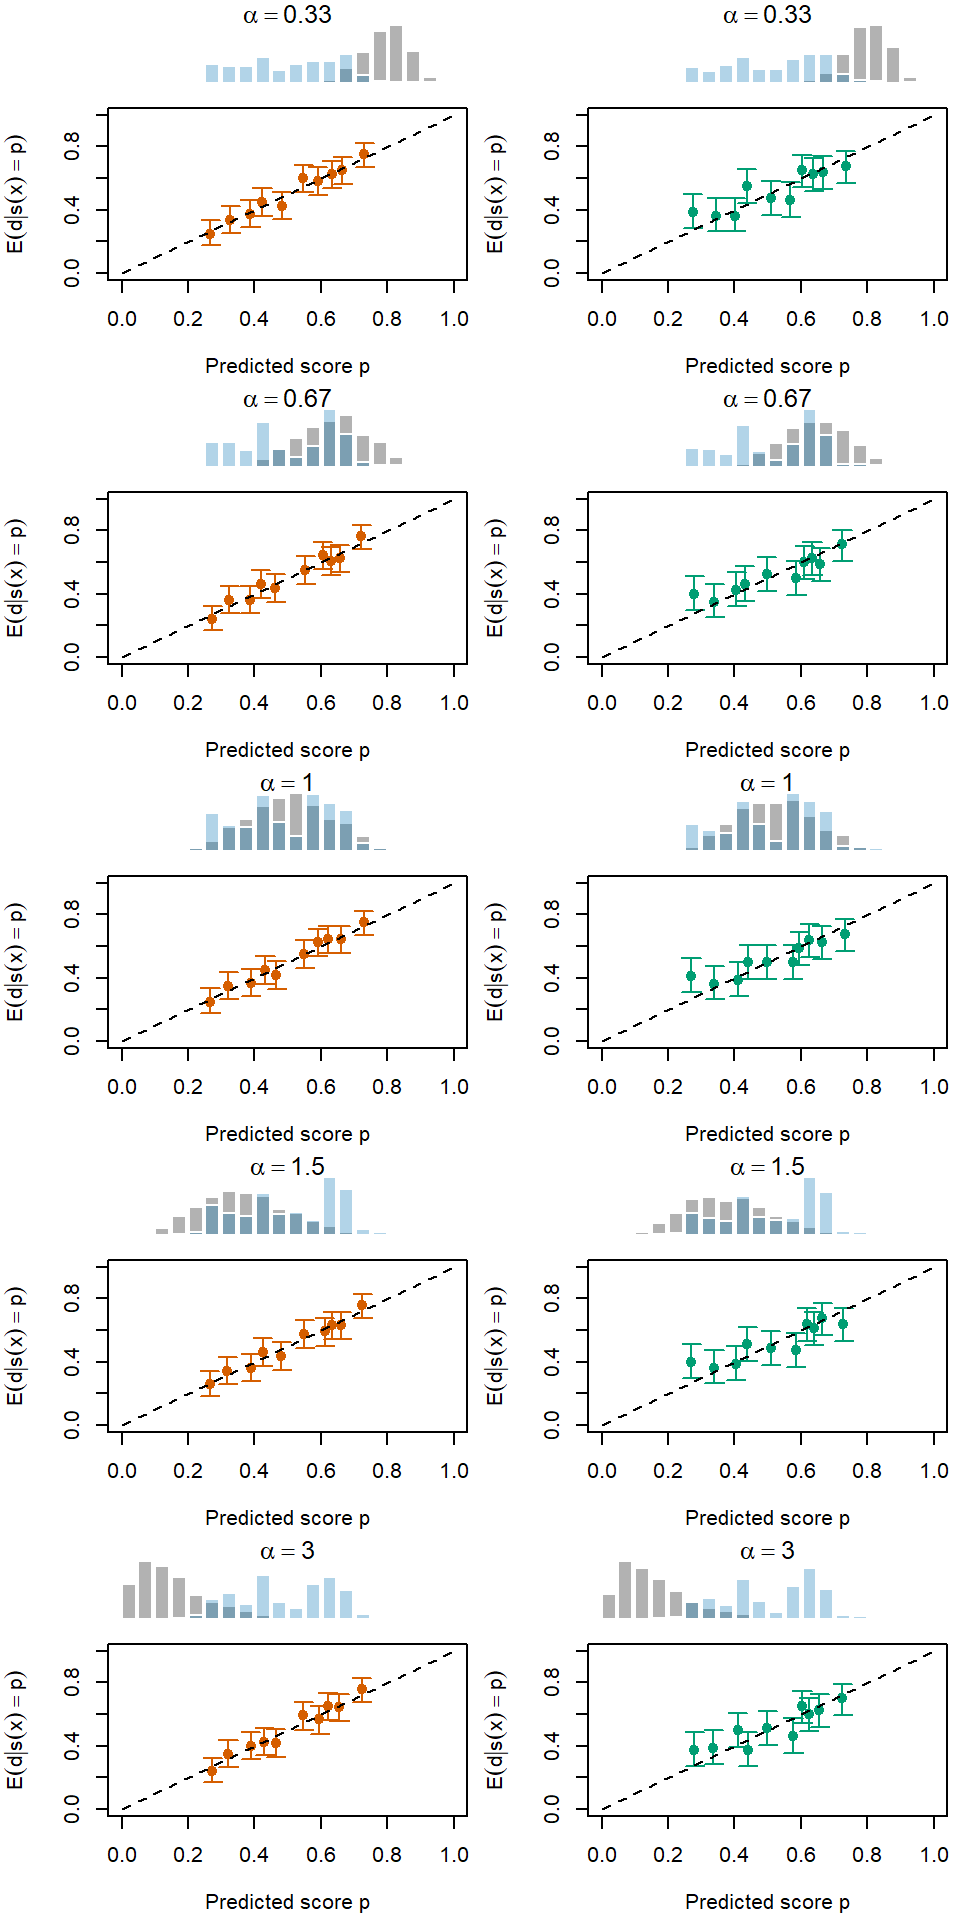 α = 0.33
α = 0.33
E(d|s(x) = p)
0.0 0.4 0.8
0.0 0.2 0.4 0.6 0.8 1.0
Predicted score p
E(d|s(x) = p)
0.0 0.4 0.8
0.0 0.2 0.4 0.6 0.8 1.0
Predicted score p
α = 0.67
α = 0.67
E(d|s(x) = p)
0.0 0.4 0.8
0.0 0.2 0.4 0.6 0.8 1.0
Predicted score p
E(d|s(x) = p)
0.0 0.4 0.8
0.0 0.2 0.4 0.6 0.8 1.0
Predicted score p
α = 1
α = 1
E(d|s(x) = p)
0.0 0.4 0.8
0.0 0.2 0.4 0.6 0.8 1.0
Predicted score p
E(d|s(x) = p)
0.0 0.4 0.8
0.0 0.2 0.4 0.6 0.8 1.0
Predicted score p
α = 1.5
α = 1.5
E(d|s(x) = p)
0.0 0.4 0.8
0.0 0.2 0.4 0.6 0.8 1.0
Predicted score p
E(d|s(x) = p)
0.0 0.4 0.8
0.0 0.2 0.4 0.6 0.8 1.0
Predicted score p
α = 3
α = 3
E(d|s(x) = p)
0.0 0.4 0.8
0.0 0.2 0.4 0.6 0.8 1.0
Predicted score p
E(d|s(x) = p)
0.0 0.4 0.8
0.0 0.2 0.4 0.6 0.8 1.0
Predicted score p